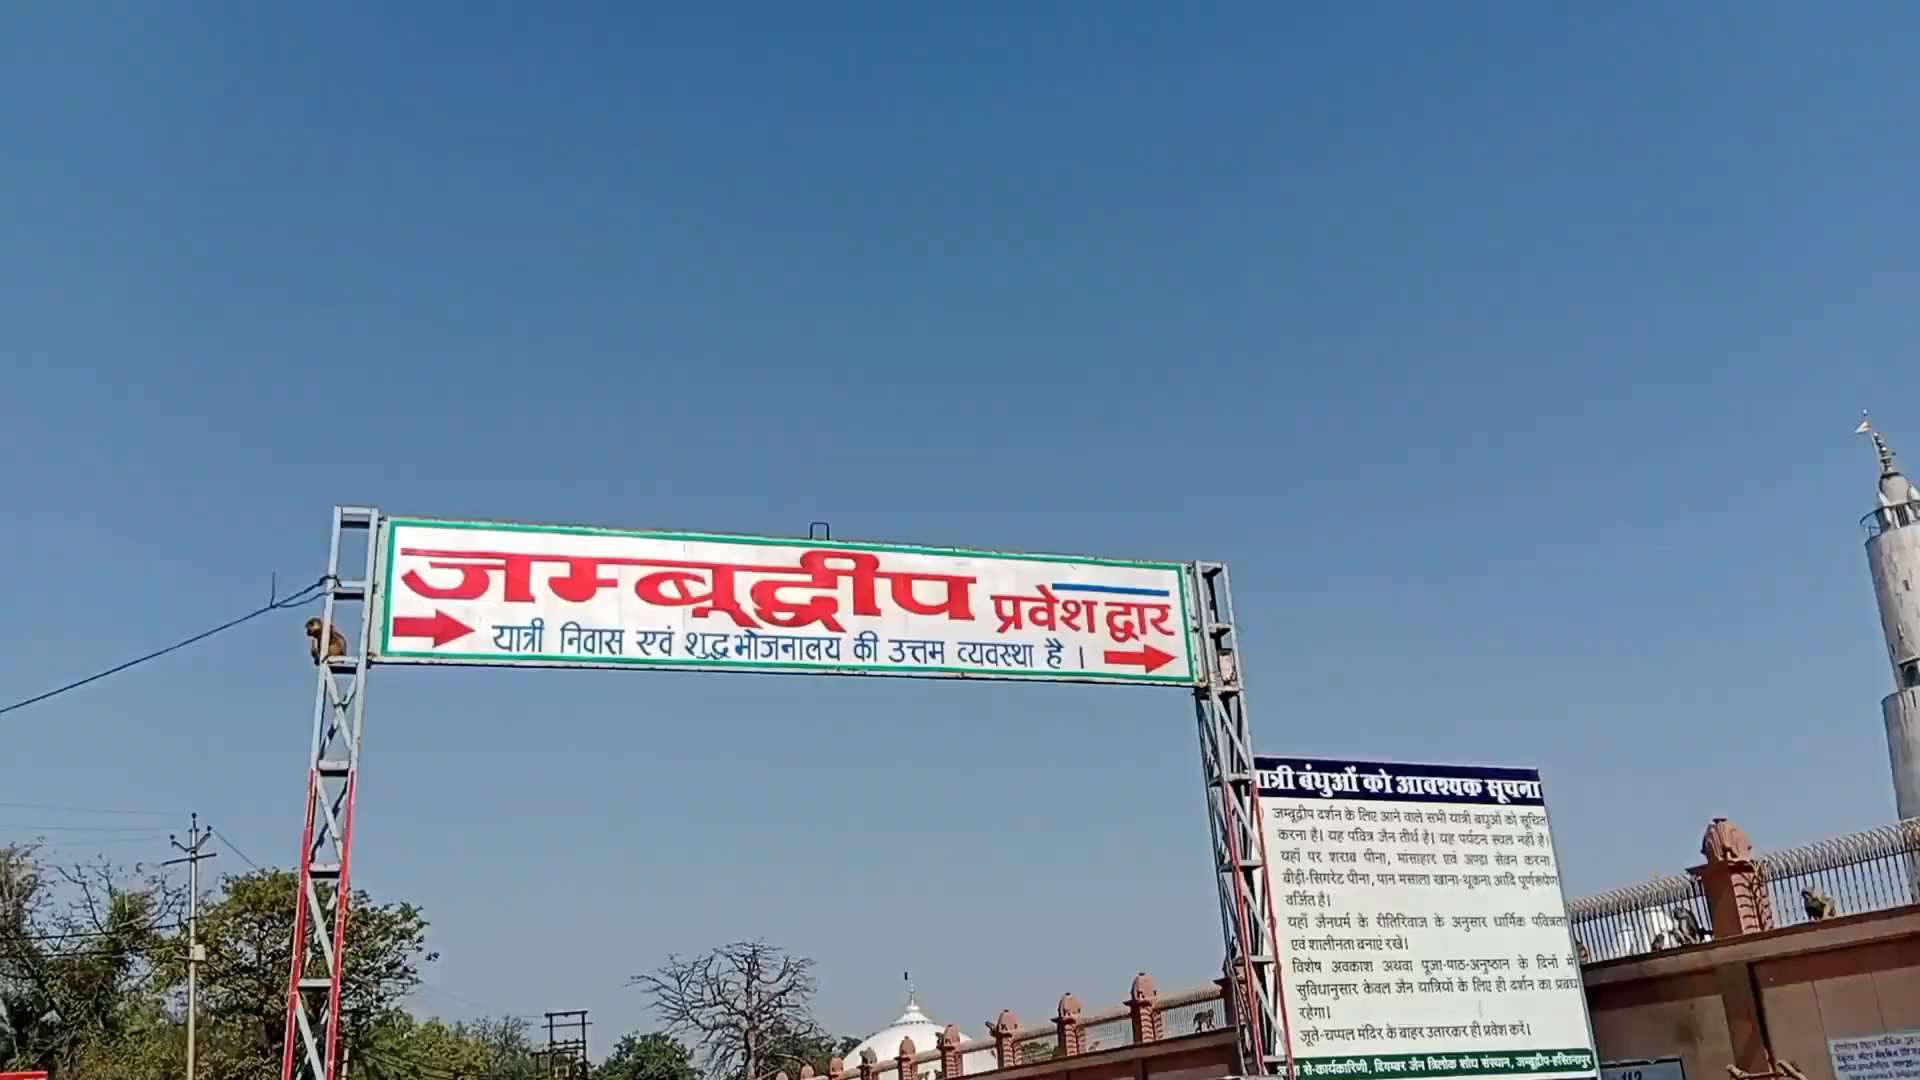 जम्बूद्वीप प्रवेश द्वार
यात्री निवास एवं शुद्ध भोजनालय की उत्तम व्यवस्था है ।
बंधुओं को आवश्यक सूचना
जम्बूद्वीप दर्शन के लिए आने वाले सभी यात्री बंधुओं को सूचित
करना है। यह पवित्र जैन तीर्थ है। यह पर्यटन स्थल नहीं है।
यहाँ पर शराब पीना, मांसाहार एवं अण्डा सेवन करना
बीड़ी-सिगरेट पीना, पान मसाला खाना-थूकना आदि पूर्णरूपेण
वर्जित है।
यहाँ जैनधर्म के रीतिरिवाज के अनुसार धार्मिक पवित्रता
एवं शालीनता बनाएं रखें।
विशेष अवकाश अथवा पूजा-पाठ-अनुष्ठान के दिनों में
सुविधानुसार केवल जैन यात्रियों के लिए ही दर्शन का प्रबंध
रहेगा।
जूते-चप्पल मंदिर के बाहर उतारकर ही प्रवेश करें।
से-कार्यकारिणी, दिगम्बर जैन त्रिलोक शोध संस्थान, जम्बूद्वीप-हस्तिनापुर
112